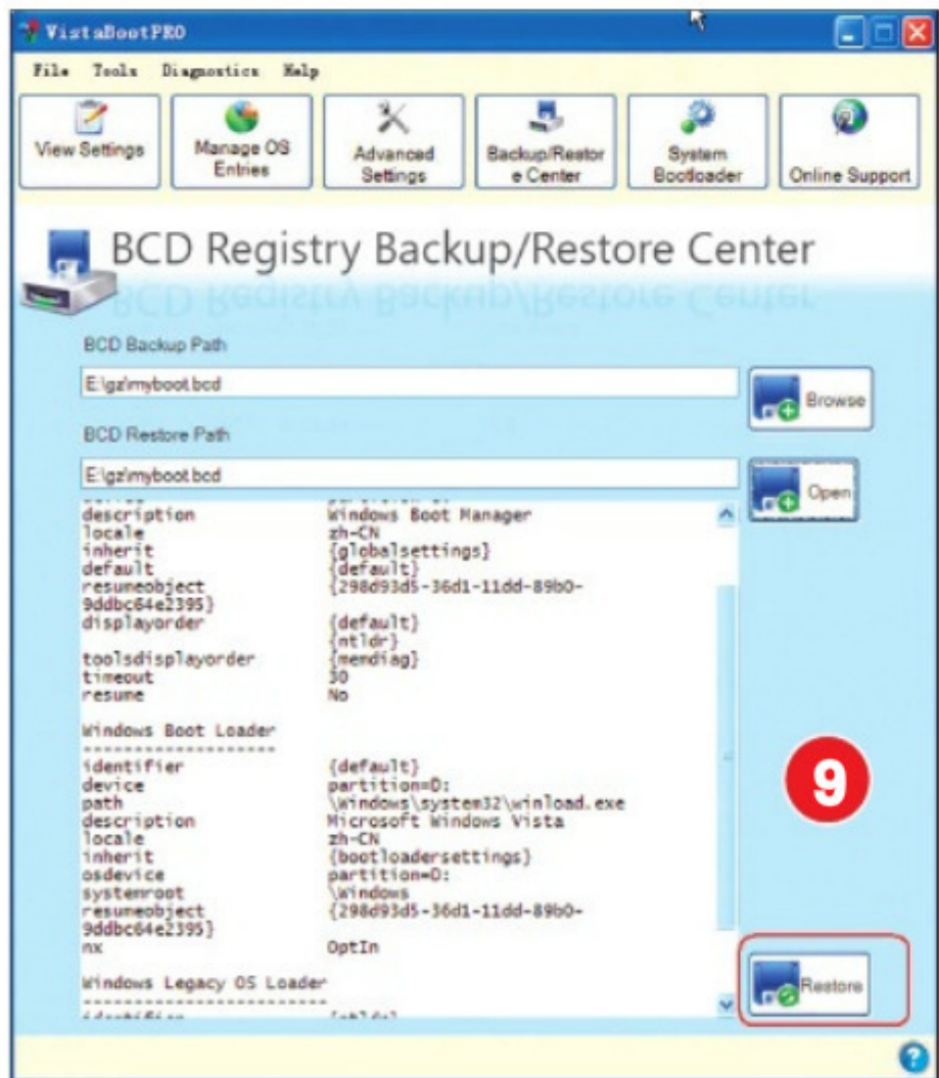 VistaBootPRO
File Tools Diagnostics Help
View Settings
Manage OS
Entries
Advanced
Settings
Backup/Restor
e Center
System
Bootloader
Online Support
BCD Registry Backup/Restore Center
BCD Backup Path
E:\gz\myboot.bcd
Browse
BCD Restore Path
E:\gz\myboot.bcd
Open
description Windows Boot Manager
locale zh-CN
inherit {globalsettings}
default {default}
resumeobject {298d93d5-36d1-11dd-89b0-
9ddbc64e2395}
displayorder {default}
{ntldr}
toolsdisplayorder {memdiag}
timeout 30
resume No
Windows Boot Loader
-------------------
identifier {default}
device partition=D:
path \Windows\system32\winload.exe
description Microsoft Windows Vista
locale zh-CN
inherit {bootloadersettings}
osdevice partition=D:
systemroot \Windows
resumeobject {298d93d5-36d1-11dd-89b0-
9ddbc64e2395}
nx OptIn
Windows Legacy OS Loader
------------------------
identifier {ntldr}
9
Restore